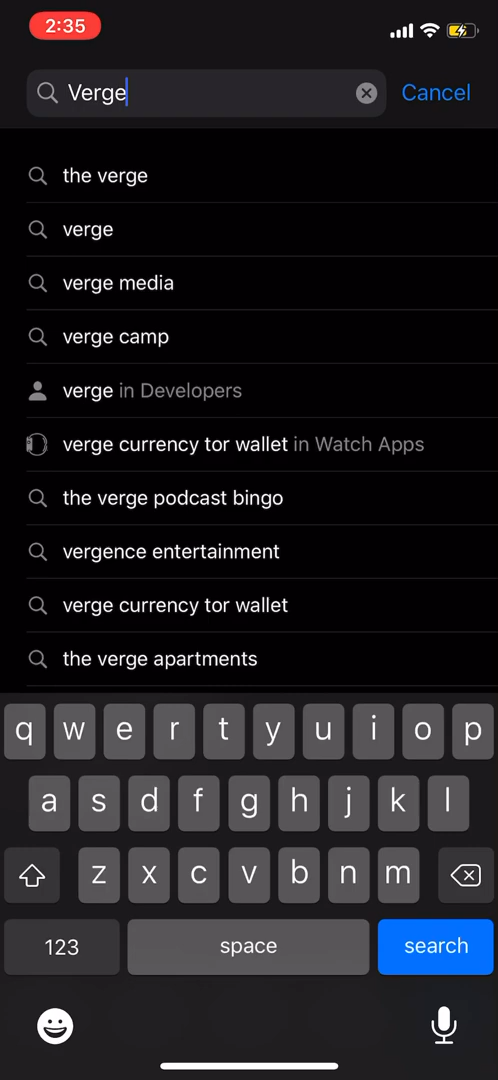 2:35
Verge
Cancel
the verge
verge
verge media
verge camp
verge in Developers
verge currency tor wallet in Watch Apps
the verge podcast bingo
vergence entertainment
verge currency tor wallet
the verge apartments
q w e r t y u i o p
a s d f g h j k l
z x c v b n m
123 space search